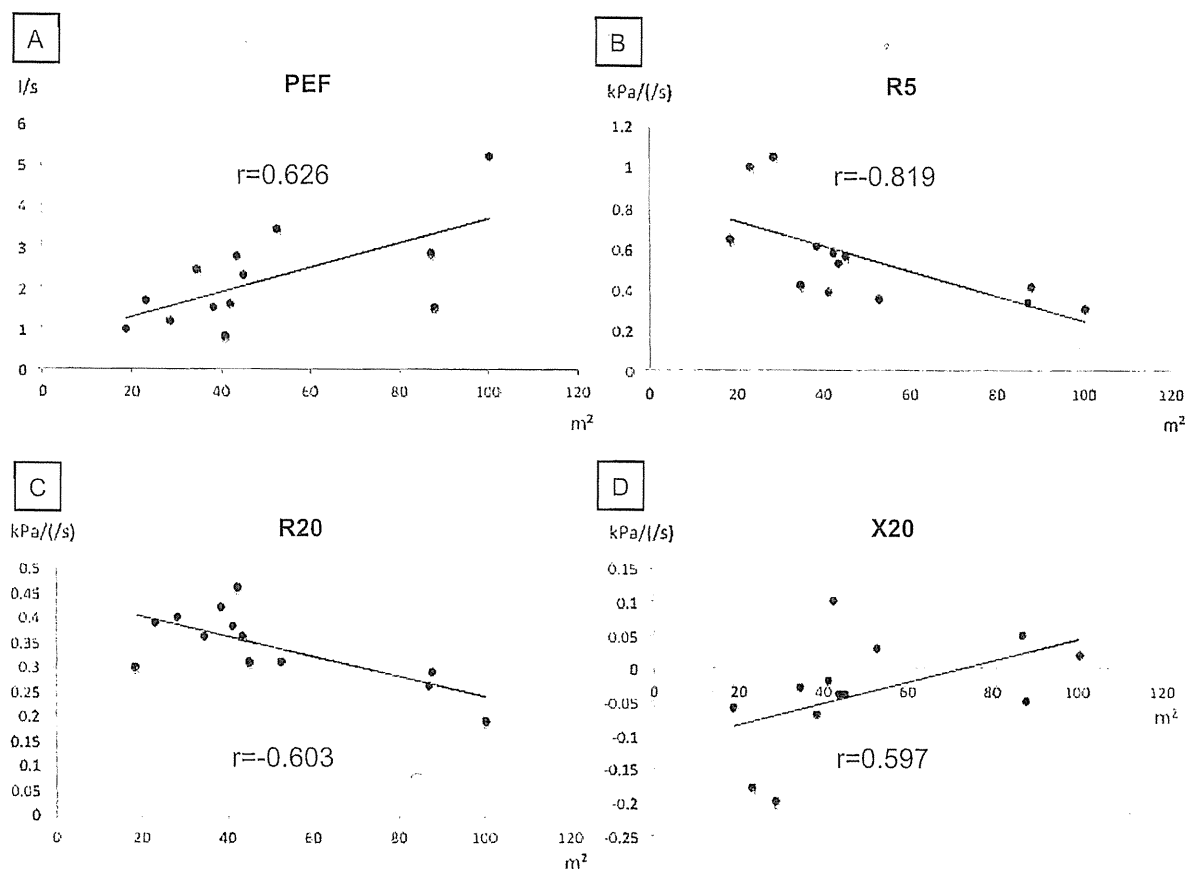 A
l/s
PEF
6
5
4
3
2
1
0
r=0.626
0 20 40 60 80 100 120
m²
B
kPa/(/s)
R5
1.2
1
0.8
0.6
0.4
0.2
0
r=-0.819
0 20 40 60 80 100 120
m²
C
kPa/(/s)
R20
0.5
0.45
0.4
0.35
0.3
0.25
0.2
0.15
0.1
0.05
0
r=-0.603
0 20 40 60 80 100 120
m²
D
kPa/(/s)
X20
0.15
0.1
0.05
0
-0.05
-0.1
-0.15
-0.2
-0.25
0 20 40 60 80 100 120
m²
r=0.597